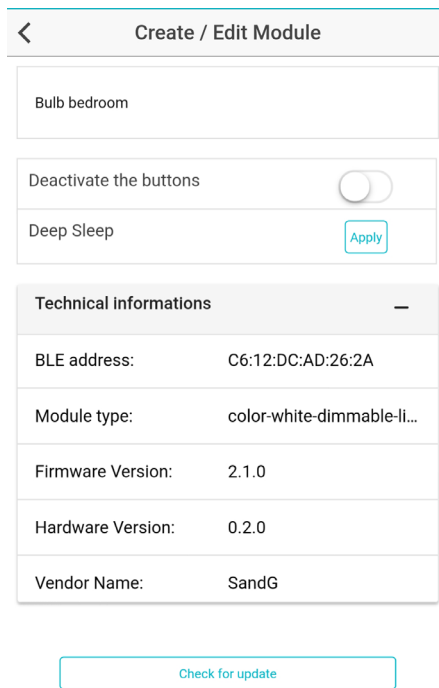 Create / Edit Module
Bulb bedroom
Deactivate the buttons
Deep Sleep
Apply
Technical informations
BLE address: C6:12:DC:AD:26:2A
Module type: color-white-dimmable-li...
Firmware Version: 2.1.0
Hardware Version: 0.2.0
Vendor Name: SandG
Check for update